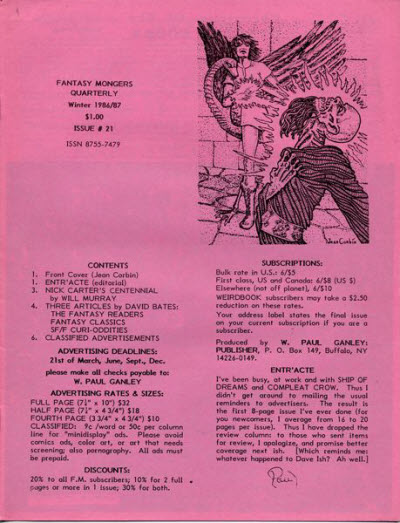 FANTASY MONGERS
QUARTERLY
Winter 1986/87
$1.00
ISSUE # 21
ISSN 8755-7479
Jean Corbin
CONTENTS
1. Front Cover (Jean Corbin)
1. ENTR'ACTE (editorial)
3. NICK CARTER'S CENTENNIAL
by WILL MURRAY
4. THREE ARTICLES by DAVID BATES:
THE FANTASY READERS
FANTASY CLASSICS
SF/F CURI-ODDITIES
6. CLASSIFIED ADVERTISEMENTS
ADVERTISING DEADLINES:
21st of March, June, Sept., Dec.
please make all checks payable to:
W. PAUL GANLEY
ADVERTISING RATES & SIZES:
FULL PAGE (7½" x 10") $32
HALF PAGE (7½" x 4 3/4") $18
FOURTH PAGE (3 3/4" x 4 3/4") $10
CLASSIFIED: 9c /word or 50c per column
line for "minidisplay" ads. Please avoid
comics ads, color art, or art that needs
screening; also pornography. All ads must
be prepaid.
DISCOUNTS:
20% to all F.M. subscribers; 10% for 2 full
pages or more in 1 issue; 30% for both.
SUBSCRIPTIONS:
Bulk rate in U.S.: 6/$5
First class, US and Canada: 6/$8 (US $)
Elsewhere (not off planet), 6/$10
WEIRDBOOK subscribers may take a $2.50
reduction on these rates.
Your address label states the final issue
on your current subscription if you are a
subscriber.
Produced by W. PAUL GANLEY:
PUBLISHER, P. O. Box 149, Buffalo, NY
14226-0149.
ENTR'ACTE
I've been busy, at work and with SHIP OF
DREAMS and COMPLEAT CROW. Thus I
didn't get around to mailing the usual
reminders to advertisers. The result is
the first 8-page issue I've ever done (for
you newcomers, I average from 16 to 20
pages per issue). Thus I have dropped the
review column: to those who sent items
for review, I apologize, and promise better
coverage next ish. [Which reminds me:
whatever happened to Dave Ish? Ah well.]
Paul